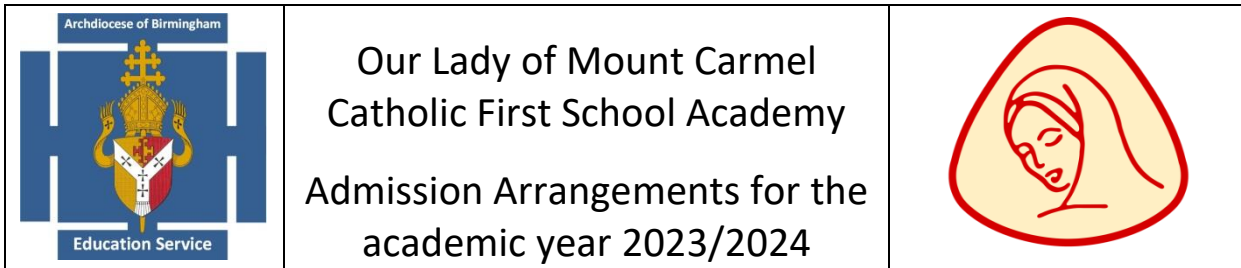 Archdiocese of Birmingham
Education Service
Our Lady of Mount Carmel
Catholic First School Academy
Admission Arrangements for the
academic year 2023/2024